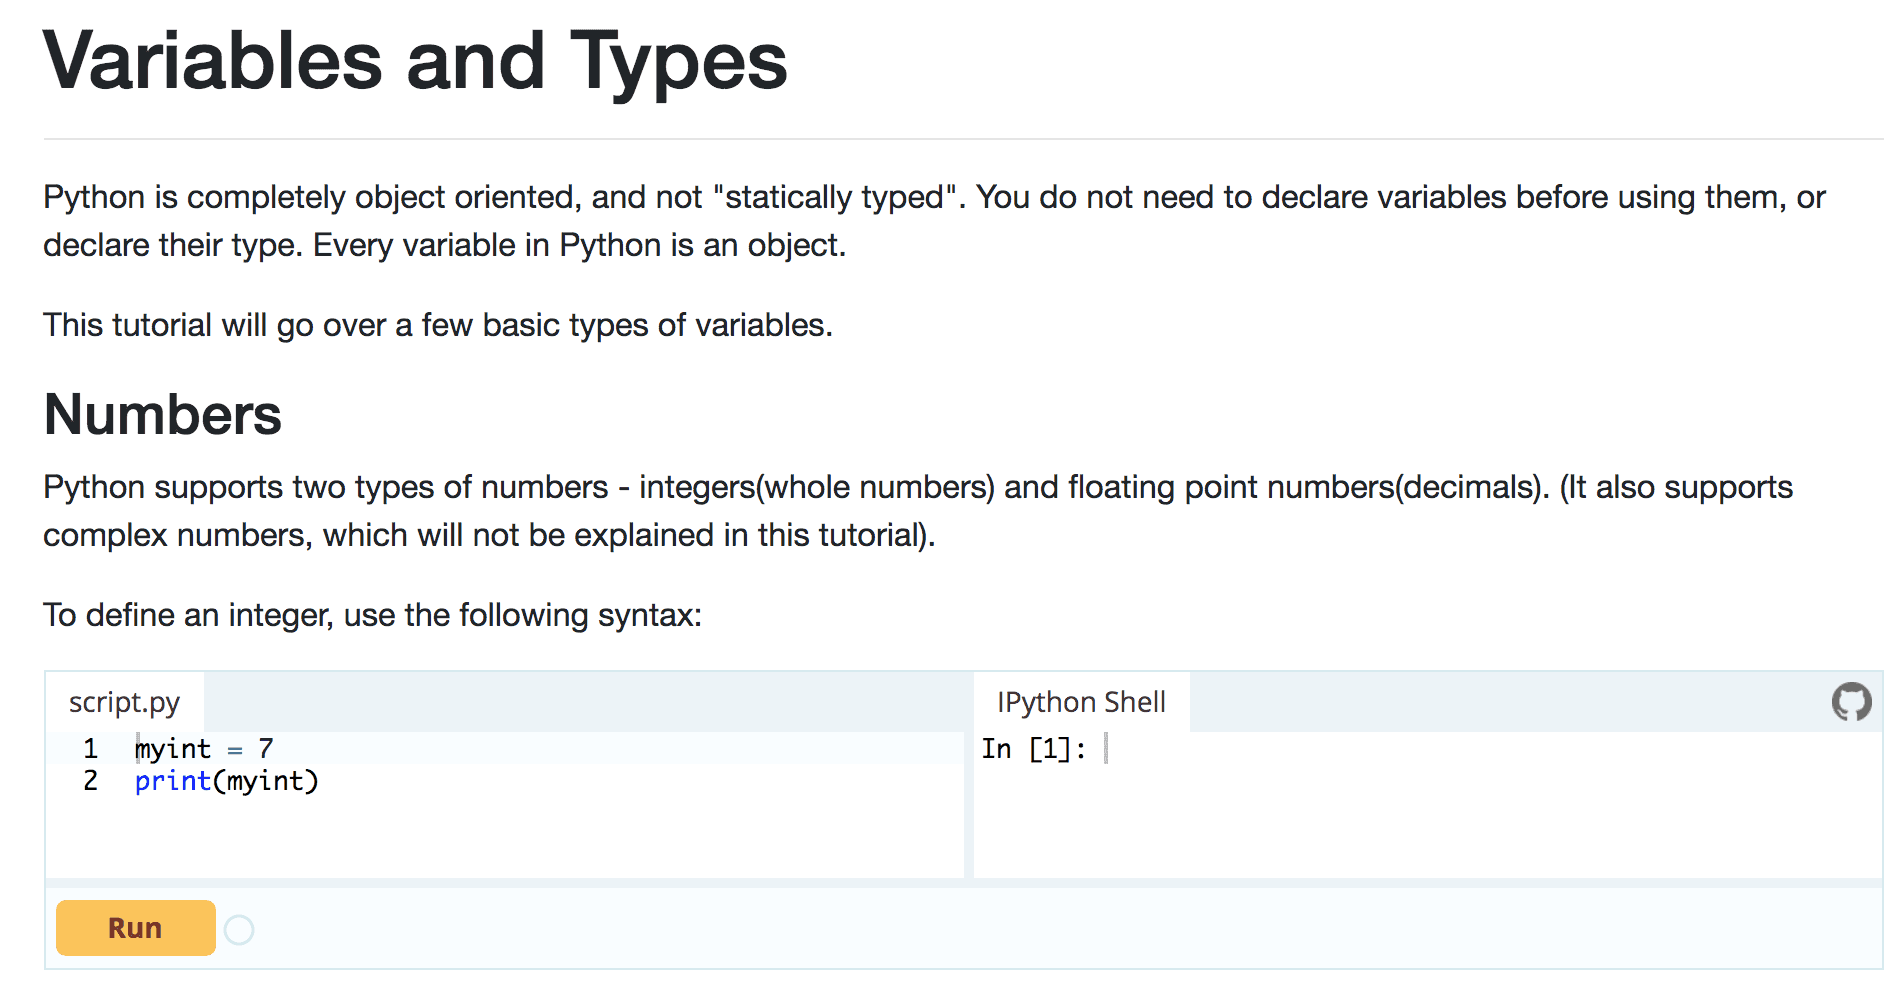 Variables and Types
Python is completely object oriented, and not "statically typed". You do not need to declare variables before using them, or
declare their type. Every variable in Python is an object.
This tutorial will go over a few basic types of variables.
Numbers
Python supports two types of numbers - integers(whole numbers) and floating point numbers(decimals). (It also supports
complex numbers, which will not be explained in this tutorial).
To define an integer, use the following syntax:
script.py
1 myint = 7
2 print(myint)
IPython Shell
In [1]:
Run